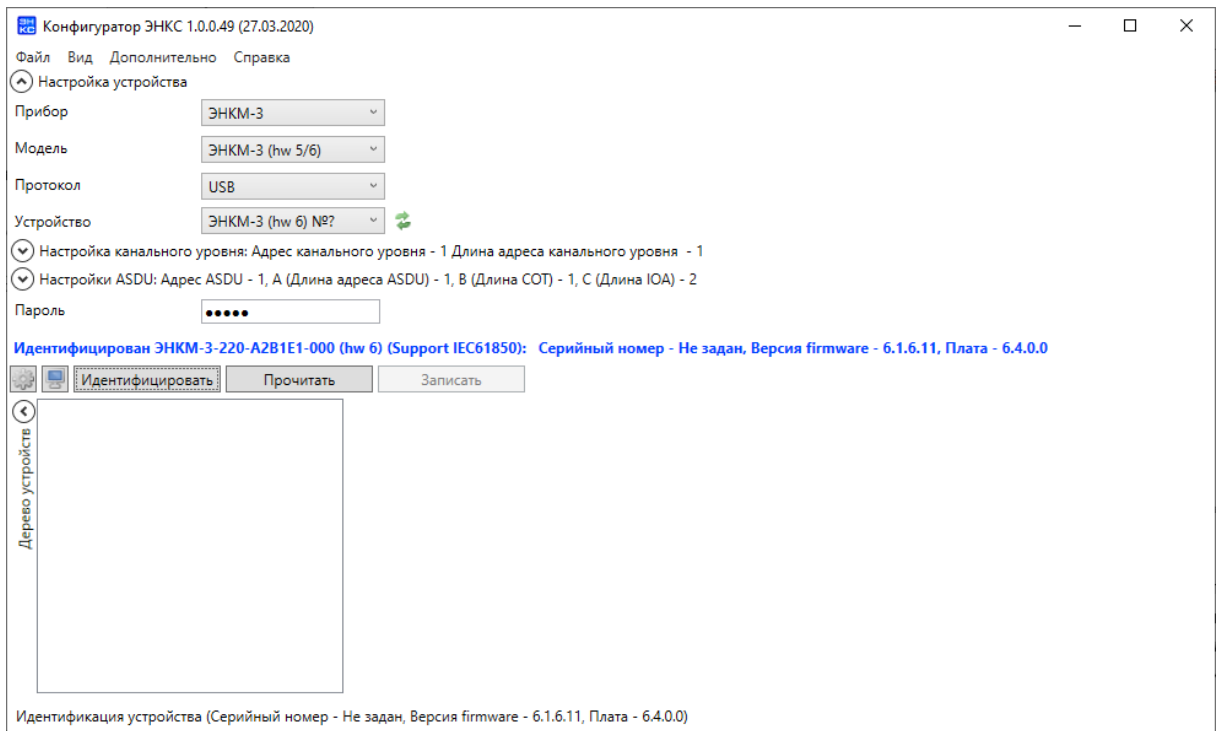 ЭН КС Конфигуратор ЭНКС 1.0.0.49 (27.03.2020)
Файл Вид Дополнительно Справка
Настройка устройства
Прибор ЭНКМ-3
Модель ЭНКМ-3 (hw 5/6)
Протокол USB
Устройство ЭНКМ-3 (hw 6) №?
Настройка канального уровня: Адрес канального уровня - 1 Длина адреса канального уровня - 1
Настройки ASDU: Адрес ASDU - 1, A (Длина адреса ASDU) - 1, B (Длина COT) - 1, C (Длина IOA) - 2
Пароль •••••
Идентифицирован ЭНКМ-3-220-A2B1E1-000 (hw 6) (Support IEC61850): Серийный номер - Не задан, Версия firmware - 6.1.6.11, Плата - 6.4.0.0
Идентифицировать Прочитать Записать
Дерево устройств
Идентификация устройства (Серийный номер - Не задан, Версия firmware - 6.1.6.11, Плата - 6.4.0.0)